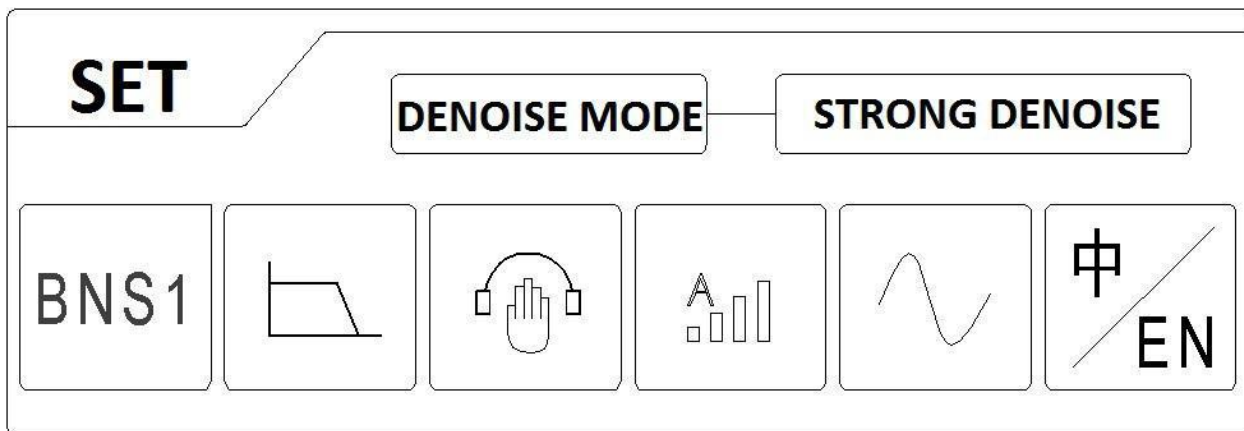 SET
DENOISE MODE
STRONG DENOISE
BNS1
A
中
EN